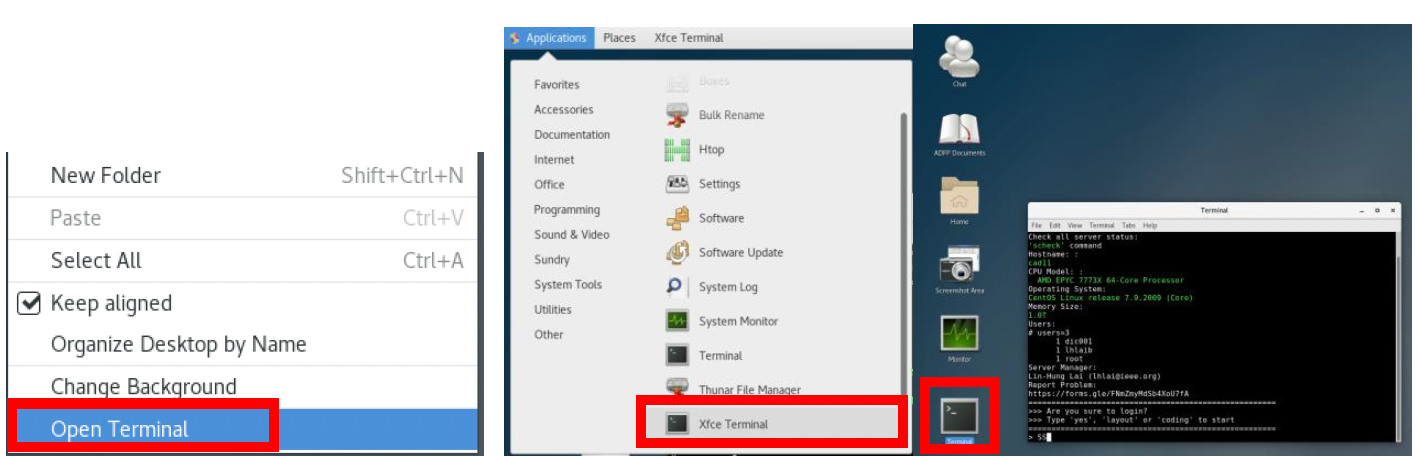 New Folder Shift+Ctrl+N
Paste Ctrl+V
Select All Ctrl+A
Keep aligned
Organize Desktop by Name
Change Background
Open Terminal
Applications Places Xfce Terminal
Favorites
Accessories
Documentation
Internet
Office
Programming
Sound & Video
Sundry
System Tools
Utilities
Other
Boxes
Bulk Rename
Htop
Settings
Software
Software Update
System Log
System Monitor
Terminal
Thunar File Manager
Xfce Terminal
Chat
ADFP Documents
Home
Screenshot Area
Monitor
Terminal
Terminal
File Edit View Terminal Tabs Help
Check all server status:
'scheck' command
Hostname: :
cad11
CPU Model: :
AMD EPYC 7773X 64-Core Processor
Operating System:
CentOS Linux release 7.9.2009 (Core)
Memory Size:
1.0T
Users:
# users=3
1 dic001
1 lhlaib
1 root
Server Manager:
Lin-Hung Lai (lhlai@ieee.org)
Report Problem:
https://forms.gle/FNmZmyMdSb4XoU7fA
==================================================
>>> Are you sure to login?
>>> Type 'yes', 'layout' or 'coding' to start
==================================================
> SS